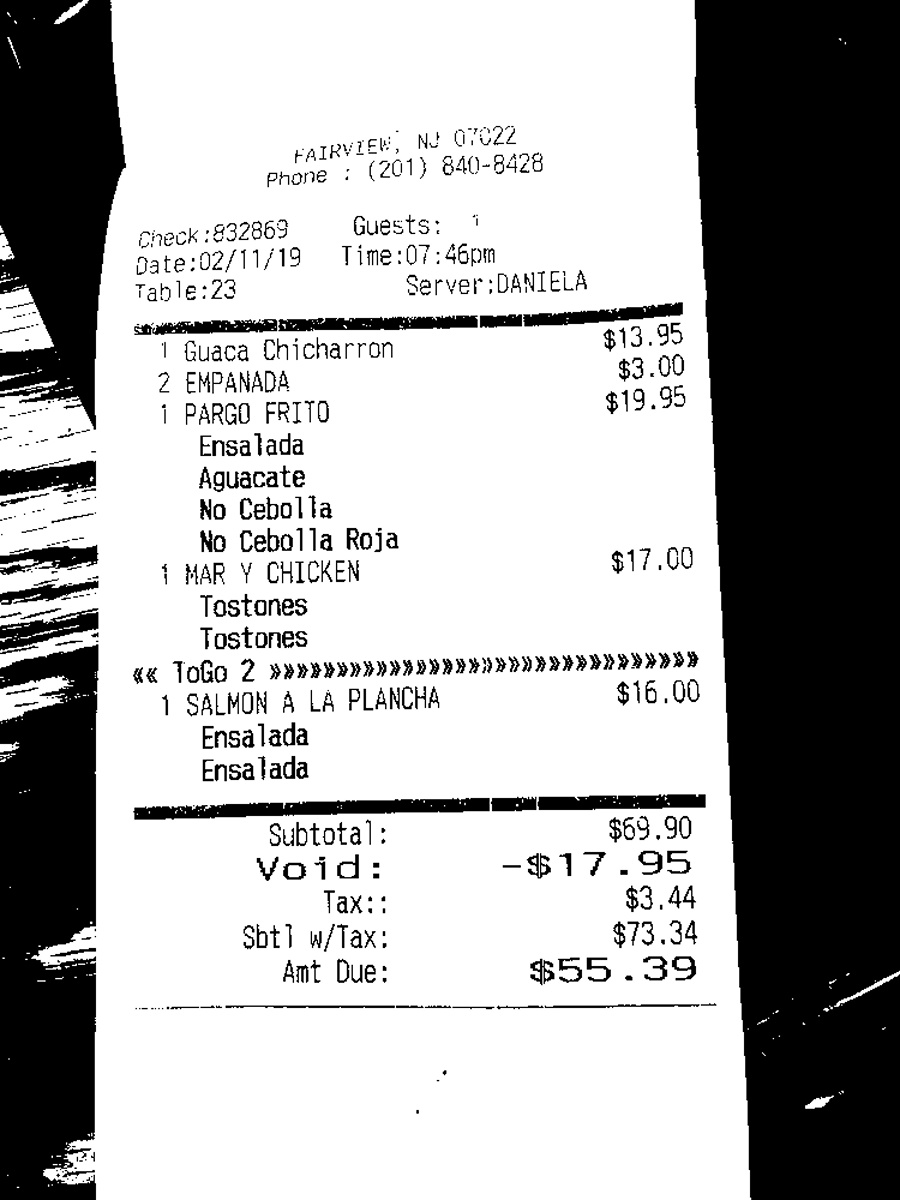 FAIRVIEW, NJ 07022
Phone : (201) 840-8428
Check:832869 Guests: 1
Date:02/11/19 Time:07:46pm
Table:23 Server:DANIELA
1 Guaca Chicharron $13.95
2 EMPANADA $3.00
1 PARGO FRITO $19.95
Ensalada
Aguacate
No Cebolla
No Cebolla Roja
1 MAR Y CHICKEN $17.00
Tostones
Tostones
«« ToGo 2 »»»»»»»»»»»»»»»»»»»»»»»»»»»»»»»»
1 SALMON A LA PLANCHA $16.00
Ensalada
Ensalada
Subtotal: $69.90
Void: -$17.95
Tax:: $3.44
Sbtl w/Tax: $73.34
Amt Due: $55.39